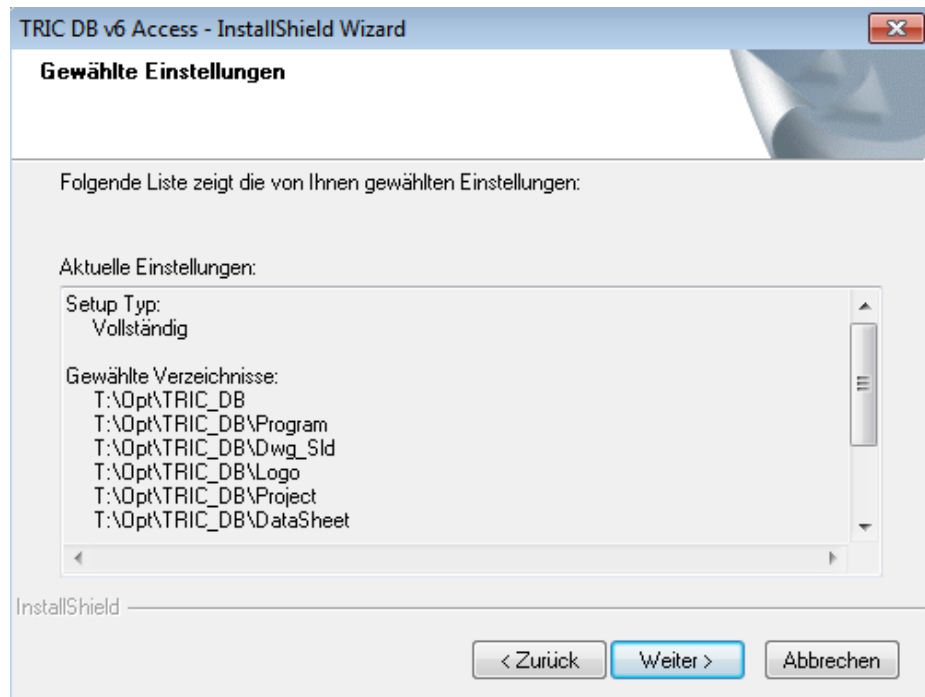 TRIC DB v6 Access - InstallShield Wizard
Gewählte Einstellungen
Folgende Liste zeigt die von Ihnen gewählten Einstellungen:
Aktuelle Einstellungen:
Setup Typ:
Vollständig
Gewählte Verzeichnisse:
T:\Opt\TRIC_DB
T:\Opt\TRIC_DB\Program
T:\Opt\TRIC_DB\Dwg_Sld
T:\Opt\TRIC_DB\Logo
T:\Opt\TRIC_DB\Project
T:\Opt\TRIC_DB\DataSheet
InstallShield
< Zurück
Weiter >
Abbrechen